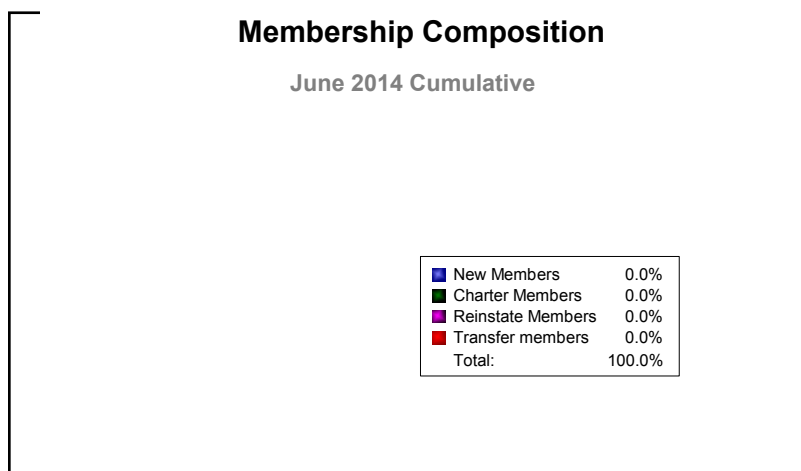 Membership Composition
June 2014 Cumulative
New Members 0.0%
Charter Members 0.0%
Reinstate Members 0.0%
Transfer members 0.0%
Total: 100.0%